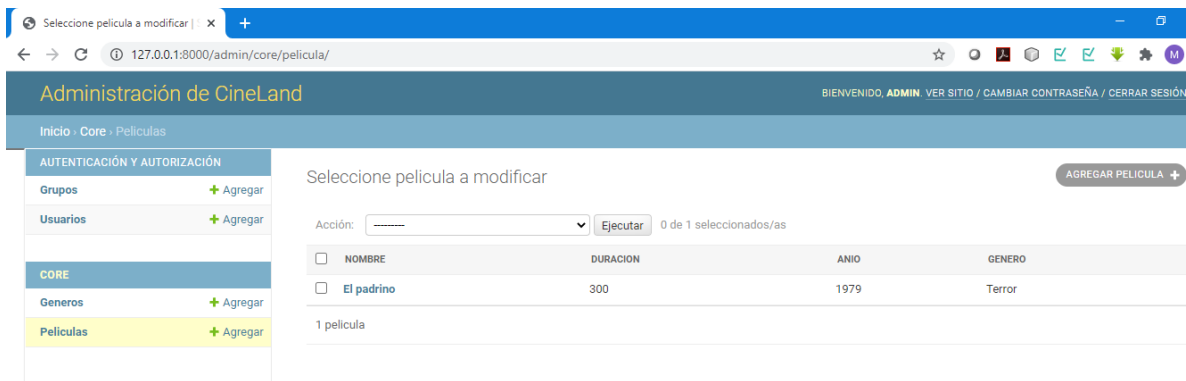 Seleccione pelicula a modificar |
127.0.0.1:8000/admin/core/pelicula/
M
Administración de CineLand
BIENVENIDO, ADMIN. VER SITIO / CAMBIAR CONTRASEÑA / CERRAR SESIÓN
Inicio › Core › Peliculas
AUTENTICACIÓN Y AUTORIZACIÓN
Grupos + Agregar
Usuarios + Agregar
CORE
Generos + Agregar
Peliculas + Agregar
Seleccione pelicula a modificar
AGREGAR PELICULA +
Acción: --------- Ejecutar 0 de 1 seleccionados/as
NOMBRE DURACION ANIO GENERO
El padrino 300 1979 Terror
1 pelicula